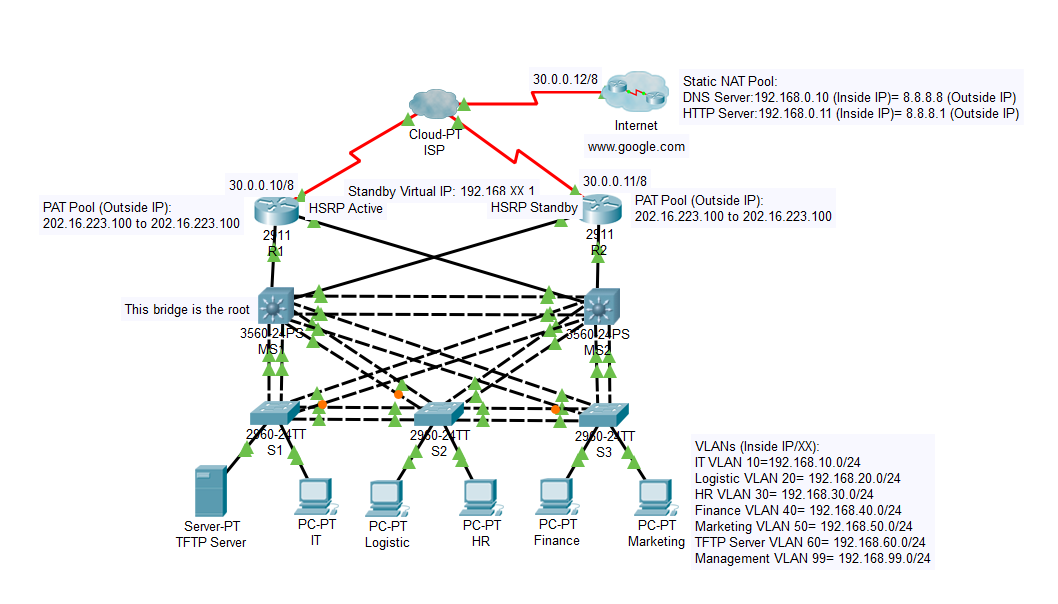 30.0.0.12/8
Static NAT Pool:
DNS Server:192.168.0.10 (Inside IP)= 8.8.8.8 (Outside IP)
HTTP Server:192.168.0.11 (Inside IP)= 8.8.8.1 (Outside IP)
Internet
www.google.com
Cloud-PT
ISP
30.0.0.10/8
Standby Virtual IP: 192.168.XX.1
30.0.0.11/8
HSRP Active
HSRP Standby
PAT Pool (Outside IP):
202.16.223.100 to 202.16.223.100
PAT Pool (Outside IP):
202.16.223.100 to 202.16.223.100
2911
R1
2911
R2
This bridge is the root
3560-24PS
MS1
3560-24PS
MS2
2960-24TT
S1
2960-24TT
S2
2960-24TT
S3
Server-PT
TFTP Server
PC-PT
IT
PC-PT
Logistic
PC-PT
HR
PC-PT
Finance
PC-PT
Marketing
VLANs (Inside IP/XX):
IT VLAN 10=192.168.10.0/24
Logistic VLAN 20= 192.168.20.0/24
HR VLAN 30= 192.168.30.0/24
Finance VLAN 40= 192.168.40.0/24
Marketing VLAN 50= 192.168.50.0/24
TFTP Server VLAN 60= 192.168.60.0/24
Management VLAN 99= 192.168.99.0/24